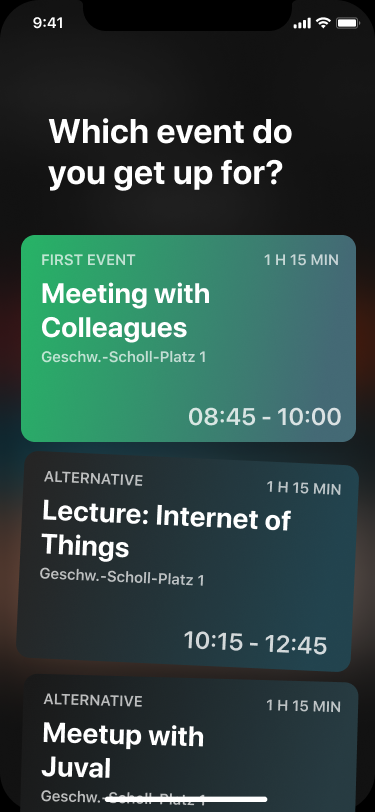 9:41
Which event do
you get up for?
FIRST EVENT 1 H 15 MIN
Meeting with
Colleagues
Geschw.-Scholl-Platz 1
08:45 - 10:00
ALTERNATIVE 1 H 15 MIN
Lecture: Internet of
Things
Geschw.-Scholl-Platz 1
10:15 - 12:45
ALTERNATIVE 1 H 15 MIN
Meetup with
Juval
Geschw.-Scholl-Platz 1